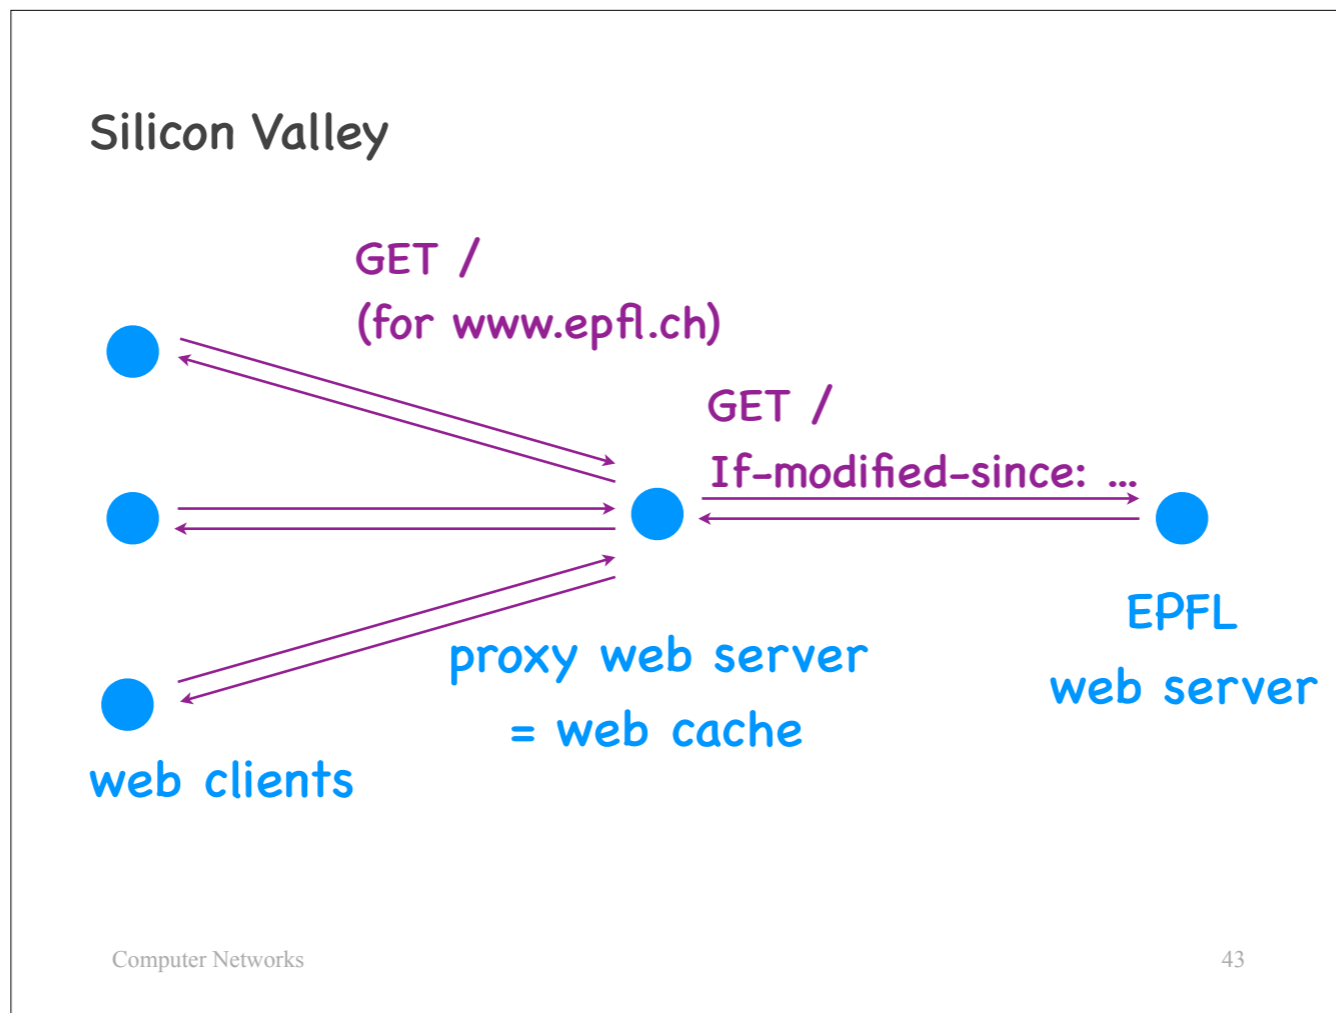 Silicon Valley
GET /
(for www.epfl.ch)
GET /
If-modified-since: ...
EPFL
web server
proxy web server
= web cache
web clients
Computer Networks
43